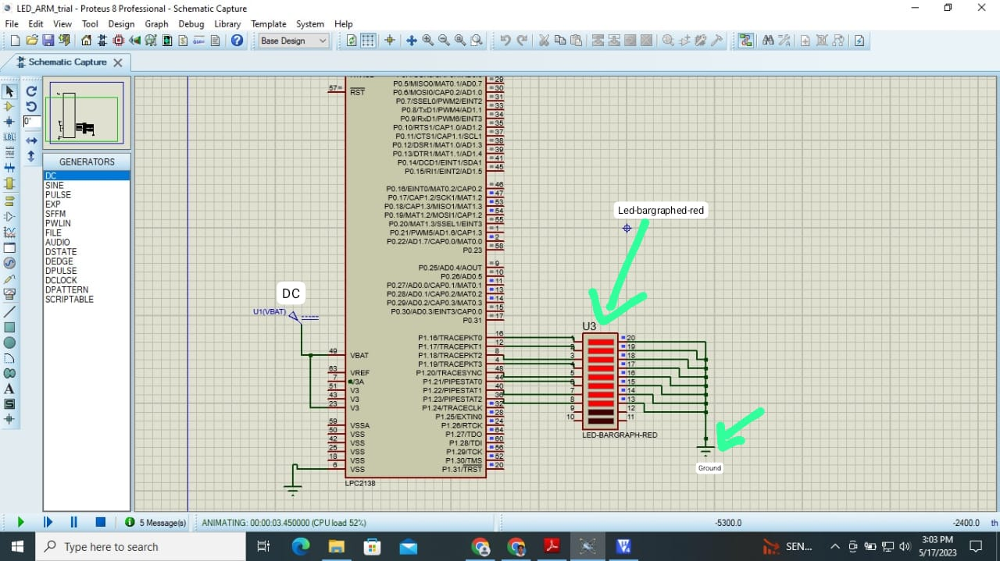 LED_ARM_trial - Proteus 8 Professional - Schematic Capture
File Edit View Tool Design Graph Debug Library Template System Help
Base Design
Schematic Capture
0°
GENERATORS
DC
SINE
PULSE
EXP
SFFM
PWLIN
FILE
AUDIO
DSTATE
DEDGE
DPULSE
DCLOCK
DPATTERN
SCRIPTABLE
29
P0.5/MISO0/MAT0.1/AD0.7 30
57 RST P0.6/MOSI0/CAP0.2/AD1.0 31
P0.7/SSEL0/PWM2/EINT2 33
P0.8/TxD1/PWM4/AD1.1 34
P0.9/RxD1/PWM6/EINT3 35
P0.10/RTS1/CAP1.0/AD1.2 37
P0.11/CTS1/CAP1.1/SCL1 38
P0.12/DSR1/MAT1.0/AD1.3 39
P0.13/DTR1/MAT1.1/AD1.4 41
P0.14/DCD1/EINT1/SDA1 45
P0.15/RI1/EINT2/AD1.5
46
P0.16/EINT0/MAT0.2/CAP0.2 47
P0.17/CAP1.2/SCK1/MAT1.2 53
P0.18/CAP1.3/MISO1/MAT1.3 54
P0.19/MAT1.2/MOSI1/CAP1.2 55
P0.20/MAT1.3/SSEL1/EINT3 1
P0.21/PWM5/AD1.6/CAP1.3 2
P0.22/AD1.7/CAP0.0/MAT0.0 58
P0.23
9
P0.25/AD0.4/AOUT 10
P0.26/AD0.5 11
P0.27/AD0.0/CAP0.1/MAT0.1 13
P0.28/AD0.1/CAP0.2/MAT0.2 14
P0.29/AD0.2/CAP0.3/MAT0.3 15
P0.30/AD0.3/EINT3/CAP0.0 17
P0.31
Led-bargraphed-red
DC
U1(VBAT)
U3
16
P1.16/TRACEPKT0 12
P1.17/TRACEPKT1 8
49 VBAT P1.18/TRACEPKT2 4
P1.19/TRACEPKT3 48
63 VREF P1.20/TRACESYNC 44
7 V3A P1.21/PIPESTAT0 40
51 V3 P1.22/PIPESTAT1 36
43 V3 P1.23/PIPESTAT2 32
23 V3 P1.24/TRACECLK 28
P1.25/EXTIN0 24
59 VSSA P1.26/RTCK 64
50 VSS P1.27/TDO 60
42 VSS P1.28/TDI 56
25 VSS P1.29/TCK 52
18 VSS P1.30/TMS 20
6 VSS P1.31/TRST
LPC2138
1 20
2 19
3 18
4 17
5 16
6 15
7 14
8 13
9 12
10 11
LED-BARGRAPH-RED
Ground
5 Message(s) ANIMATING: 00:00:03.450000 (CPU load 52%) -5300.0 -2400.0 th
Type here to search
SEN...
3:03 PM
5/17/2023